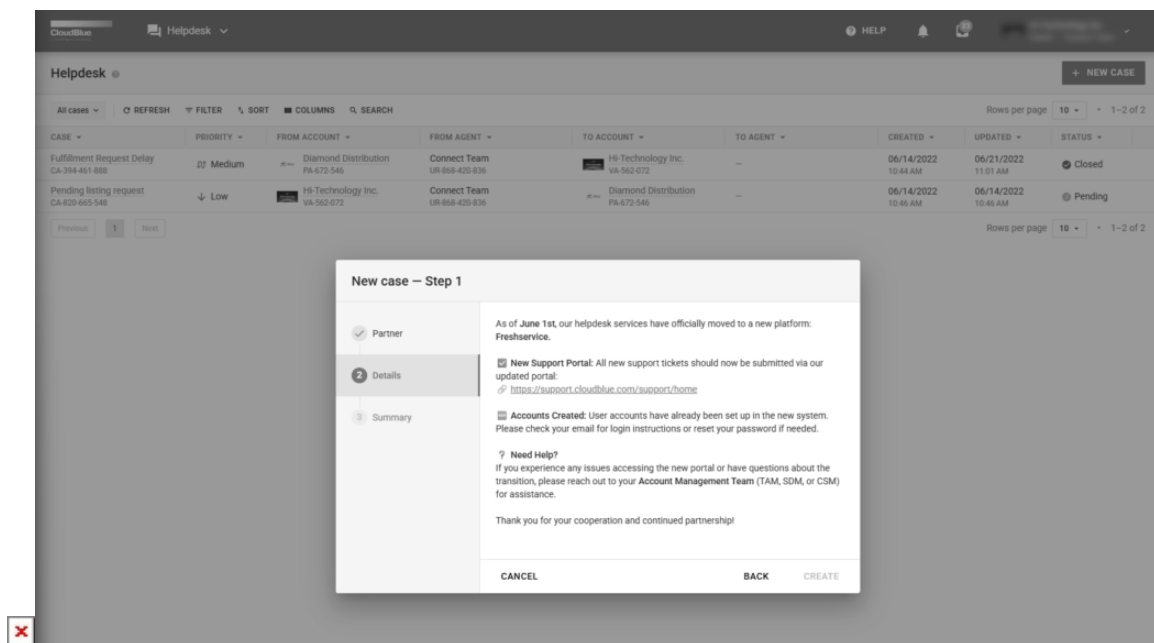 CloudBlue
Helpdesk
HELP
Helpdesk
+ NEW CASE
All cases
REFRESH
FILTER
SORT
COLUMNS
SEARCH
Rows per page 10 • 1–2 of 2
CASE PRIORITY FROM ACCOUNT FROM AGENT TO ACCOUNT TO AGENT CREATED UPDATED STATUS
Fulfillment Request Delay Medium Diamond Distribution Connect Team Hi-Technology Inc. – 06/14/2022 06/21/2022 Closed
CA-394-461-888 PA-672-546 UR-868-420-836 VA-562-072 10:44 AM 11:01 AM
Pending listing request Low Hi-Technology Inc. Connect Team Diamond Distribution – 06/14/2022 06/14/2022 Pending
CA-820-665-548 VA-562-072 UR-868-420-836 PA-672-546 10:46 AM 10:46 AM
Previous 1 Next
Rows per page 10 • 1–2 of 2
New case — Step 1
Partner
2 Details
3 Summary
As of June 1st, our helpdesk services have officially moved to a new platform:
Freshservice.
New Support Portal: All new support tickets should now be submitted via our
updated portal:
https://support.cloudblue.com/support/home
Accounts Created: User accounts have already been set up in the new system.
Please check your email for login instructions or reset your password if needed.
? Need Help?
If you experience any issues accessing the new portal or have questions about the
transition, please reach out to your Account Management Team (TAM, SDM, or CSM)
for assistance.
Thank you for your cooperation and continued partnership!
CANCEL
BACK
CREATE